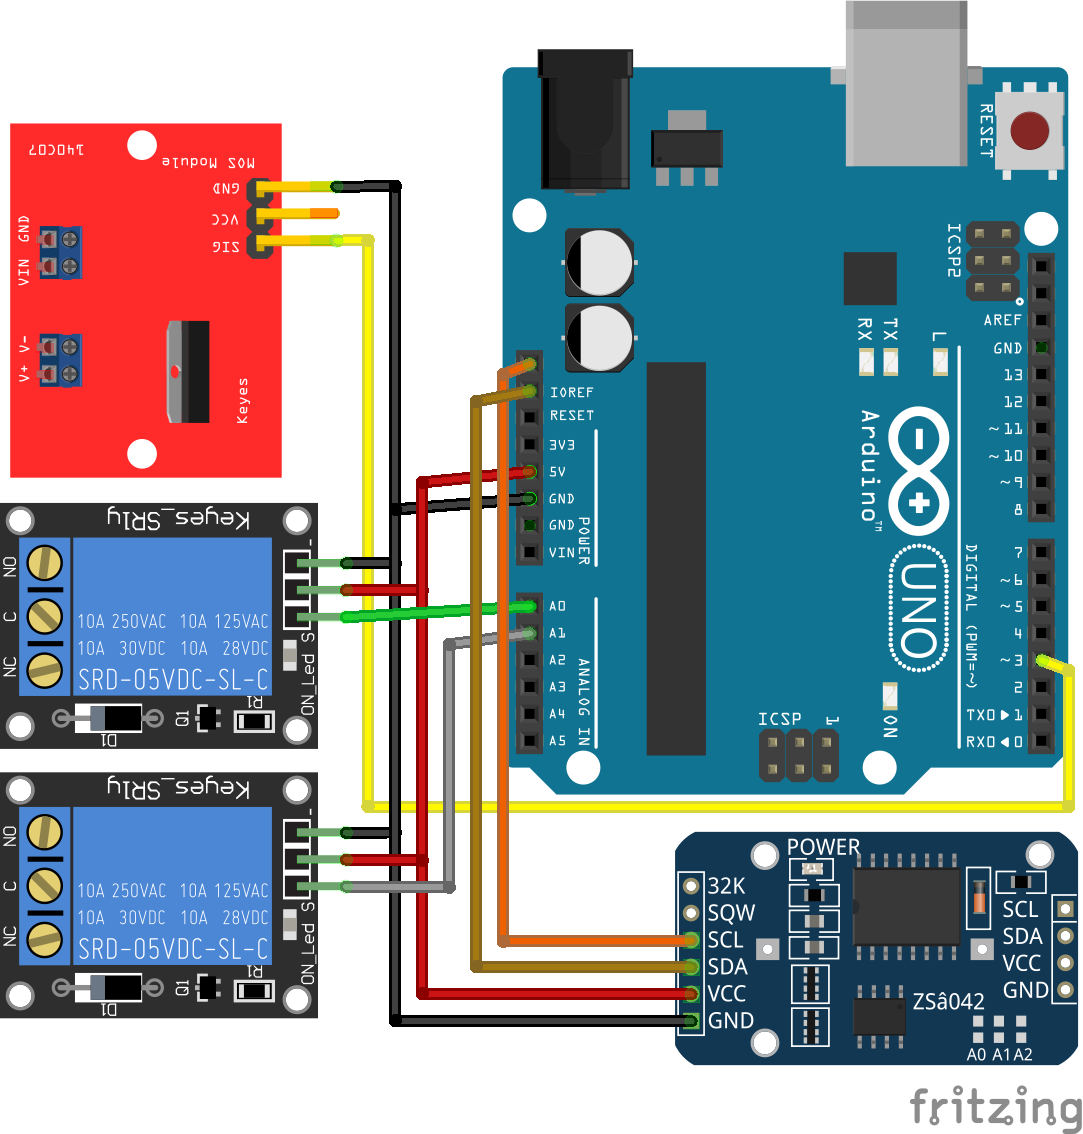 14DC07
MOS Module
GND
VCC
SIG
VIN GND
V+ V-
Keyes
Keyes_SR1y
NO
C
NC
10A 250VAC 10A 125VAC
10A 30VDC 10A 28VDC
SRD-05VDC-SL-C
-
S
ON_Led
D1
Q1
R1
Keyes_SR1y
NO
C
NC
10A 250VAC 10A 125VAC
10A 30VDC 10A 28VDC
SRD-05VDC-SL-C
-
S
ON_Led
D1
Q1
R1
RESET
ICSP2
RX
TX
L
IOREF
RESET
3V3
5V
GND
GND
VIN
POWER
A0
A1
A2
A3
A4
A5
ANALOG IN
Arduino™
UNO
AREF
GND
13
12
~11
~10
~9
8
7
~6
~5
4
~3
2
TX0▶1
RX0◀0
DIGITAL (PWM=~)
ON
ICSP
1
POWER
32K
SQW
SCL
SDA
VCC
GND
ZSâ042
SCL
SDA
VCC
GND
A0 A1 A2
fritzing